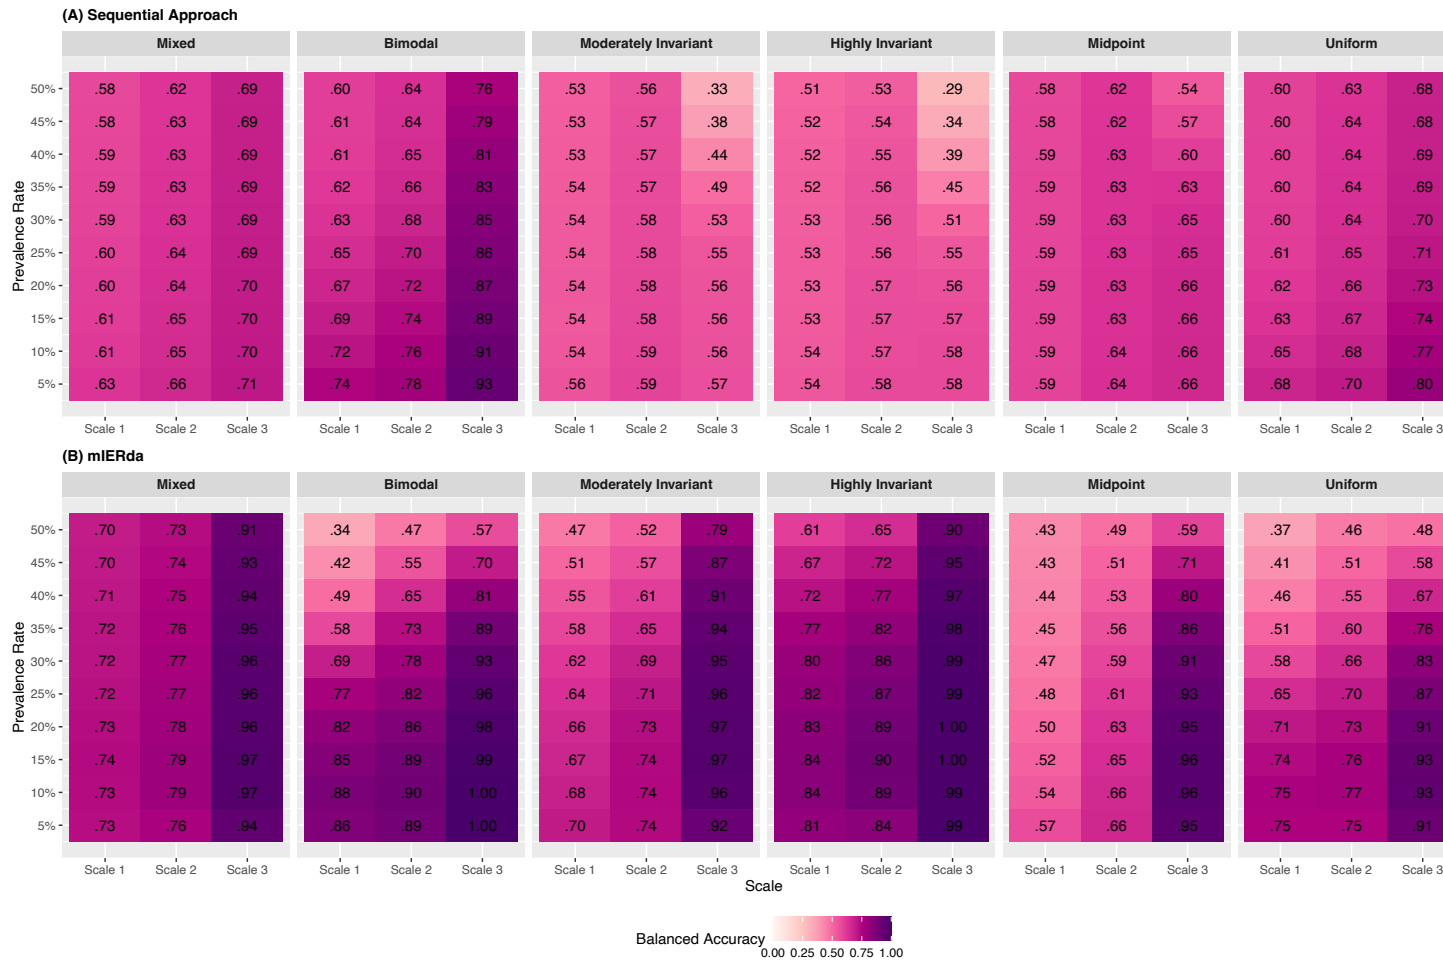 (A) Sequential Approach
Mixed Bimodal Moderately Invariant Highly Invariant Midpoint Uniform
Prevalence Rate
50% .58 .62 .69 .60 .64 .76 .53 .56 .33 .51 .53 .29 .58 .62 .54 .60 .63 .68
45% .58 .63 .69 .61 .64 .79 .53 .57 .38 .52 .54 .34 .58 .62 .57 .60 .64 .68
40% .59 .63 .69 .61 .65 .81 .53 .57 .44 .52 .55 .39 .59 .63 .60 .60 .64 .69
35% .59 .63 .69 .62 .66 .83 .54 .57 .49 .52 .56 .45 .59 .63 .63 .60 .64 .69
30% .59 .63 .69 .63 .68 .85 .54 .58 .53 .53 .56 .51 .59 .63 .65 .60 .64 .70
25% .60 .64 .69 .65 .70 .86 .54 .58 .55 .53 .56 .55 .59 .63 .65 .61 .65 .71
20% .60 .64 .70 .67 .72 .87 .54 .58 .56 .53 .57 .56 .59 .63 .66 .62 .66 .73
15% .61 .65 .70 .69 .74 .89 .54 .58 .56 .53 .57 .57 .59 .63 .66 .63 .67 .74
10% .61 .65 .70 .72 .76 .91 .54 .59 .56 .54 .57 .58 .59 .64 .66 .65 .68 .77
5% .63 .66 .71 .74 .78 .93 .56 .59 .57 .54 .58 .58 .59 .64 .66 .68 .70 .80
Scale 1 Scale 2 Scale 3 Scale 1 Scale 2 Scale 3 Scale 1 Scale 2 Scale 3 Scale 1 Scale 2 Scale 3 Scale 1 Scale 2 Scale 3 Scale 1 Scale 2 Scale 3
(B) mIERda
Mixed Bimodal Moderately Invariant Highly Invariant Midpoint Uniform
Prevalence Rate
50% .70 .73 .91 .34 .47 .57 .47 .52 .79 .61 .65 .90 .43 .49 .59 .37 .46 .48
45% .70 .74 .93 .42 .55 .70 .51 .57 .87 .67 .72 .95 .43 .51 .71 .41 .51 .58
40% .71 .75 .94 .49 .65 .81 .55 .61 .91 .72 .77 .97 .44 .53 .80 .46 .55 .67
35% .72 .76 .95 .58 .73 .89 .58 .65 .94 .77 .82 .98 .45 .56 .86 .51 .60 .76
30% .72 .77 .96 .69 .78 .93 .62 .69 .95 .80 .86 .99 .47 .59 .91 .58 .66 .83
25% .72 .77 .96 .77 .82 .96 .64 .71 .96 .82 .87 .99 .48 .61 .93 .65 .70 .87
20% .73 .78 .96 .82 .86 .98 .66 .73 .97 .83 .89 1.00 .50 .63 .95 .71 .73 .91
15% .74 .79 .97 .85 .89 .99 .67 .74 .97 .84 .90 1.00 .52 .65 .96 .74 .76 .93
10% .73 .79 .97 .88 .90 1.00 .68 .74 .96 .84 .89 .99 .54 .66 .96 .75 .77 .93
5% .73 .76 .94 .86 .89 1.00 .70 .74 .92 .81 .84 .99 .57 .66 .95 .75 .75 .91
Scale 1 Scale 2 Scale 3 Scale 1 Scale 2 Scale 3 Scale 1 Scale 2 Scale 3 Scale 1 Scale 2 Scale 3 Scale 1 Scale 2 Scale 3 Scale 1 Scale 2 Scale 3
Scale
Balanced Accuracy
0.00 0.25 0.50 0.75 1.00